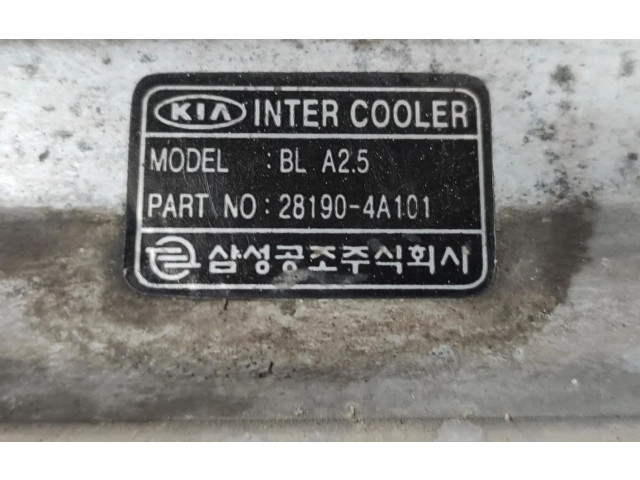 KIA INTER COOLER
MODEL : BL A2.5
PART NO : 28190-4A101
삼성공조주식회사